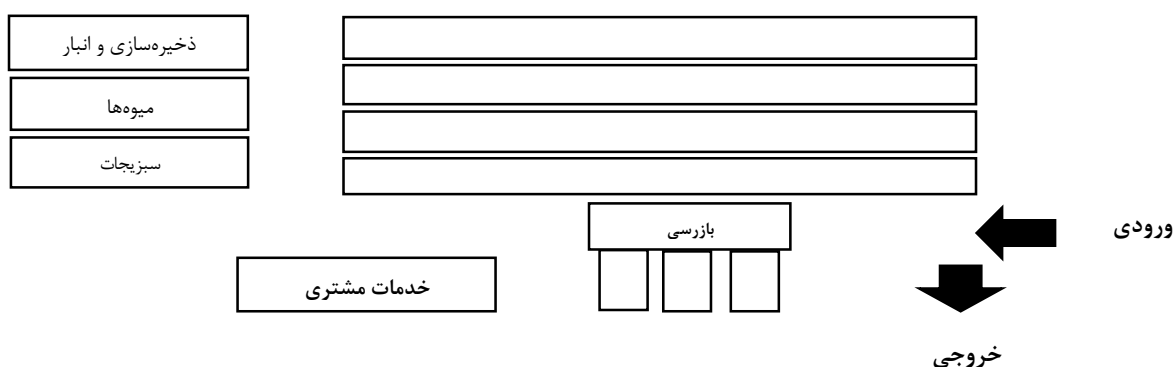 ذخیره‌سازی و انبار
میوه‌ها
سبزیجات
بازرسی
ورودی
خدمات مشتری
خروجی